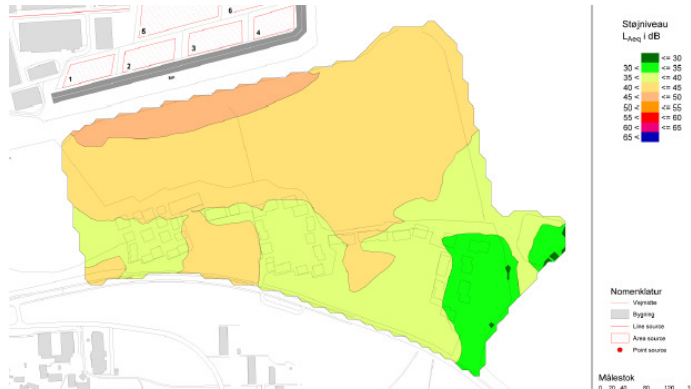 Støjniveau
L_Aeq i dB
<= 30
30 < <= 35
35 < <= 40
40 < <= 45
45 < <= 50
50 < <= 55
55 < <= 60
60 < <= 65
65 <
5
6
1
2
3
4
Nomenklatur
Vejmidte
Bygning
Line source
Area source
Point source
Målestok
0 20 40 80 120